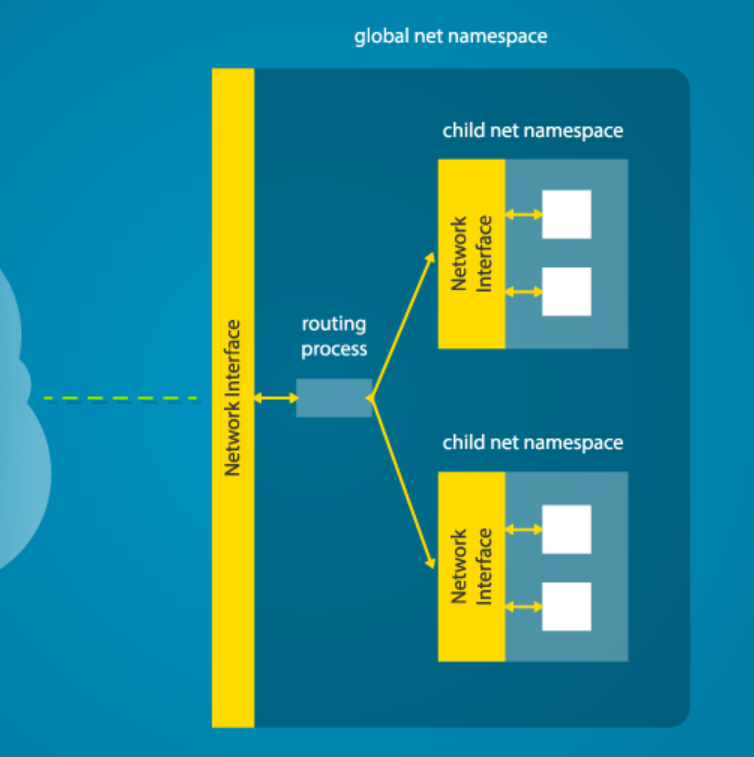 global net namespace
child net namespace
Network
Interface
routing
process
Network Interface
child net namespace
Network
Interface